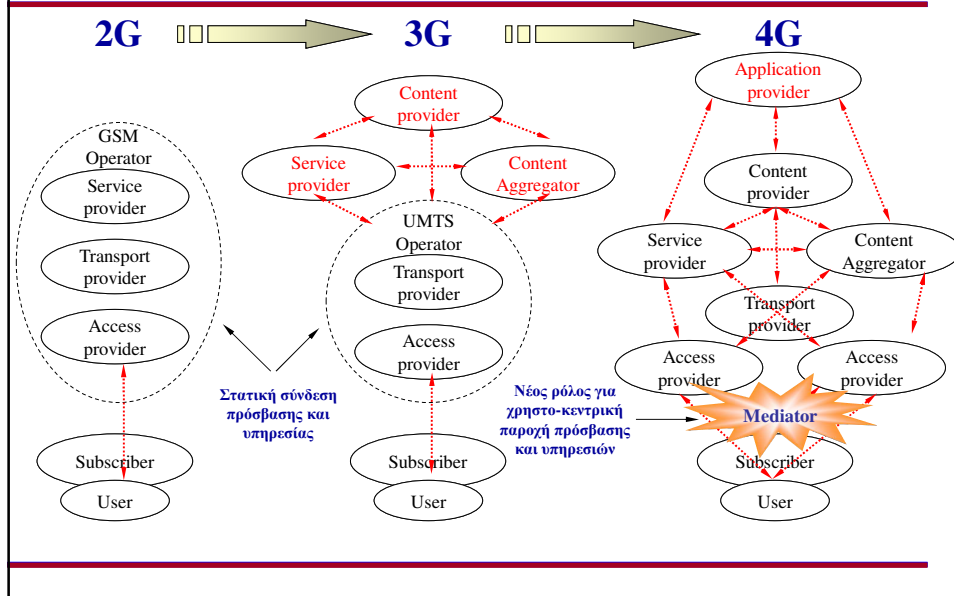 2G
3G
4G
GSM
Operator
Service
provider
Transport
provider
Access
provider
Subscriber
User
Στατική σύνδεση
πρόσβασης και
υπηρεσίας
Content
provider
Service
provider
Content
Aggregator
UMTS
Operator
Transport
provider
Access
provider
Subscriber
User
Νέος ρόλος για
χρηστο-κεντρική
παροχή πρόσβασης
και υπηρεσιών
Application
provider
Content
provider
Service
provider
Content
Aggregator
Transport
provider
Access
provider
Access
provider
Mediator
Subscriber
User